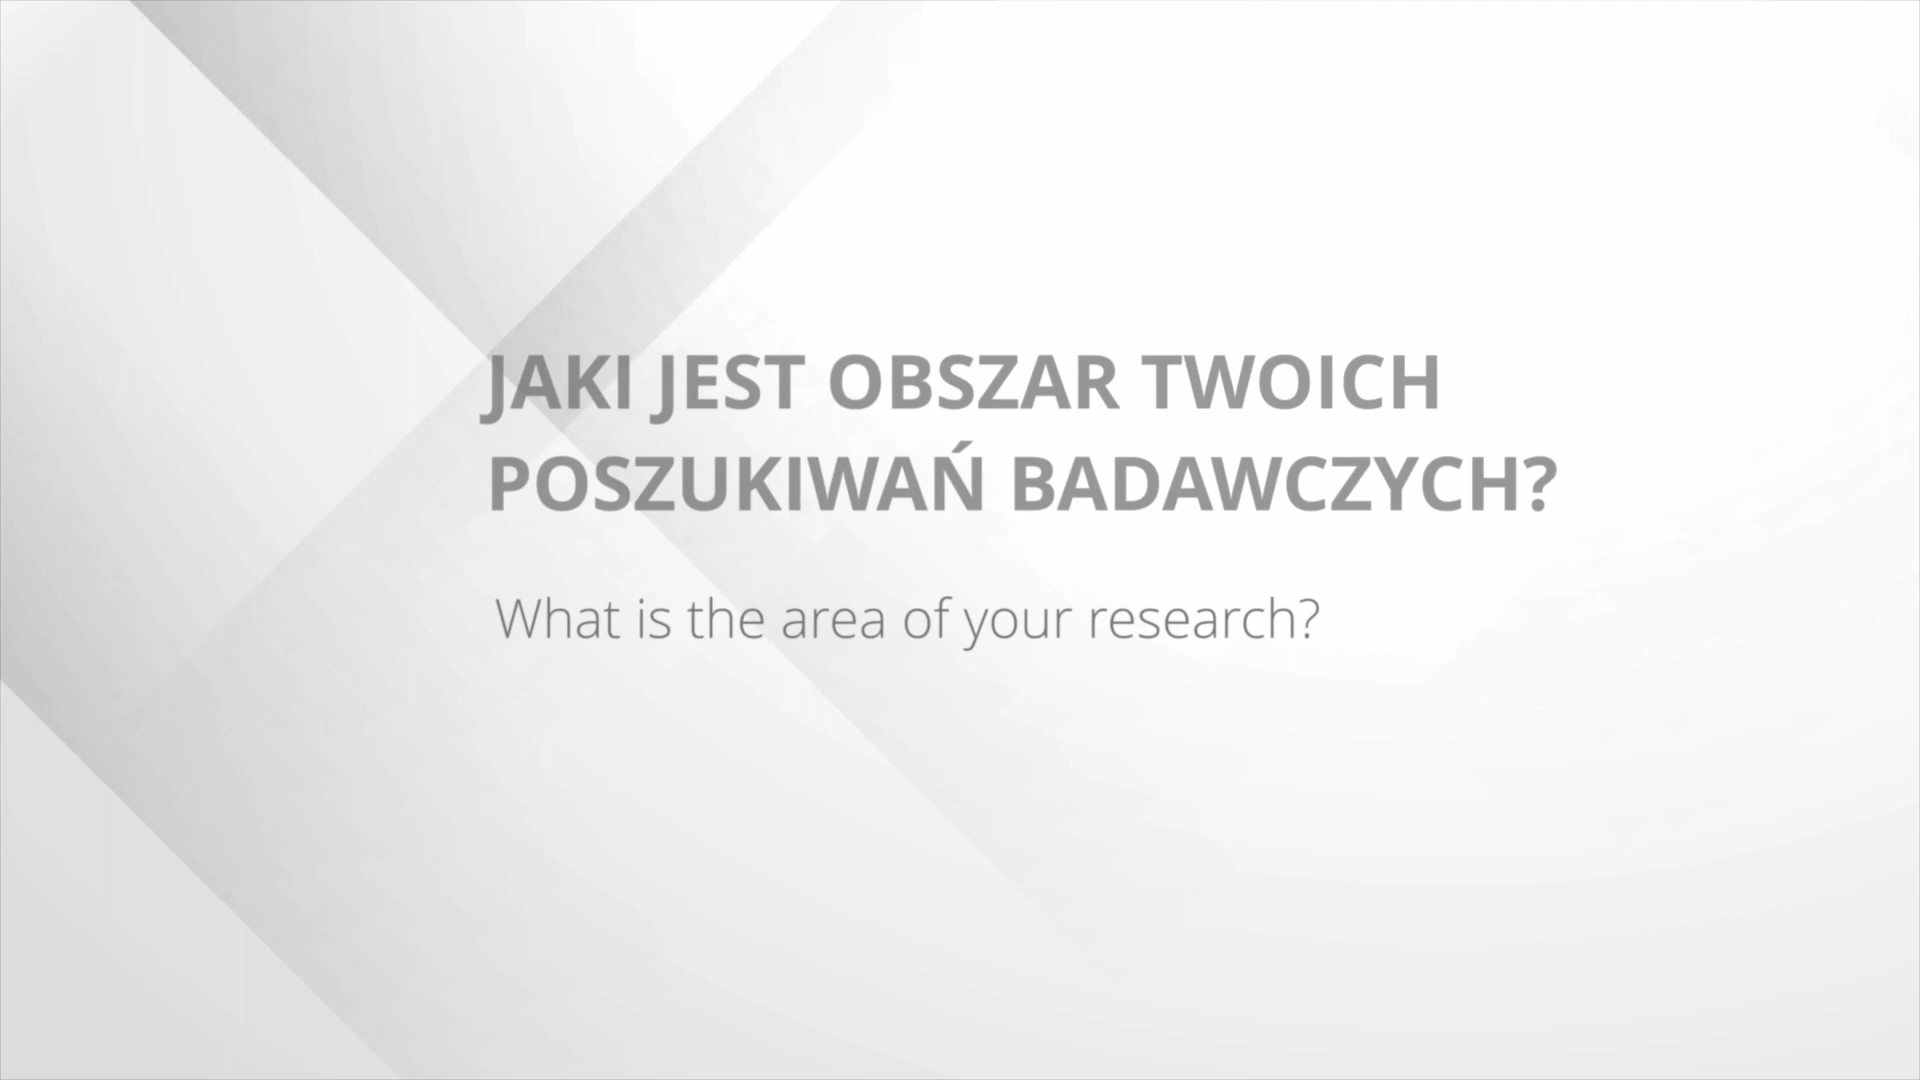 JAKI JEST OBSZAR TWOICH
POSZUKIWAŃ BADAWCZYCH?
What is the area of your research?